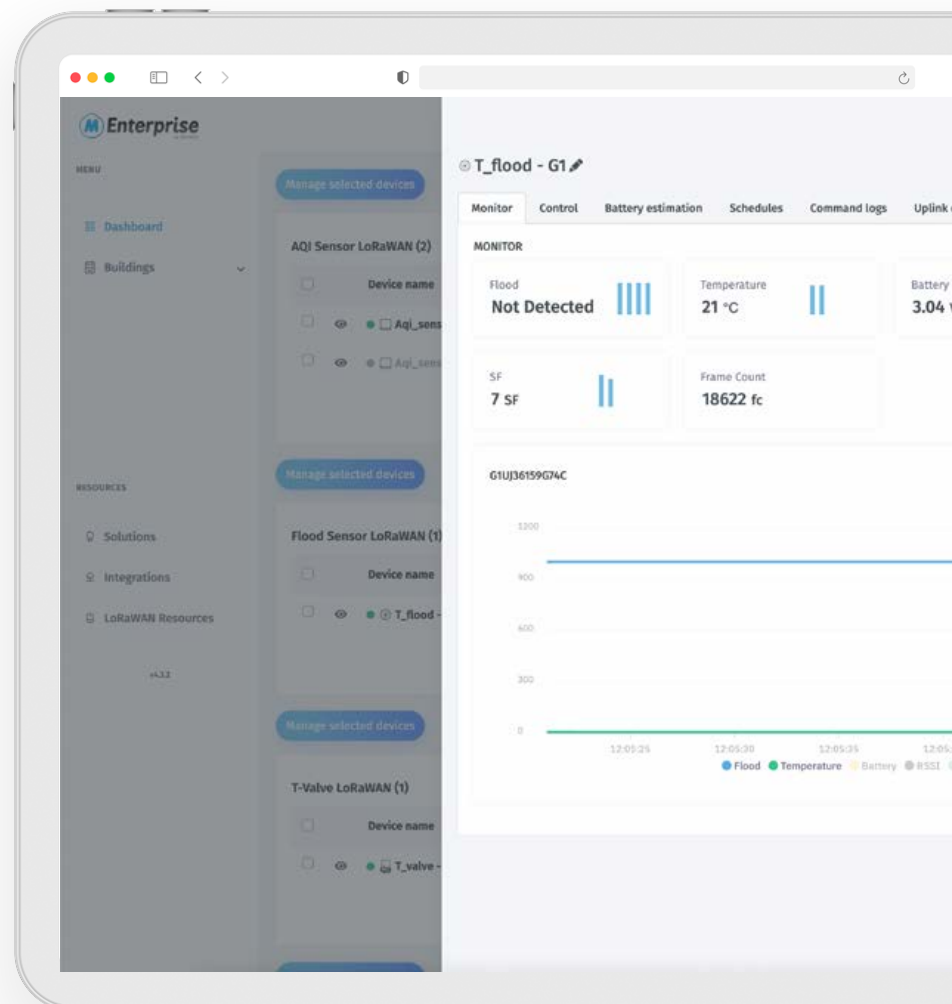 M Enterprise
MENU
Dashboard
Buildings
RESOURCES
Solutions
Integrations
LoRaWAN Resources
Manage selected devices
AQI Sensor LoRaWAN (2)
Device name
Aqi_sens
Aqi_sens
Manage selected devices
Flood Sensor LoRaWAN (1)
Device name
T_flood -
Manage selected devices
T-Valve LoRaWAN (1)
Device name
T_valve -
T_flood - G1
Monitor Control Battery estimation Schedules Command logs Uplink
MONITOR
Flood
Not Detected
Temperature
21 °C
Battery
3.04
SF
7 SF
Frame Count
18622 fc
G1UJ36159G74C
1200
900
600
300
0
12:05:25 12:05:30 12:05:35 12:05:
Flood Temperature Battery RSSI